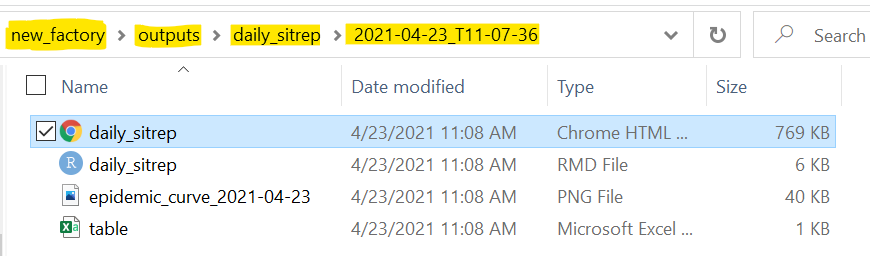 new_factory > outputs > daily_sitrep > 2021-04-23_T11-07-36 Search
Name Date modified Type Size
daily_sitrep 4/23/2021 11:08 AM Chrome HTML ... 769 KB
R daily_sitrep 4/23/2021 11:08 AM RMD File 6 KB
epidemic_curve_2021-04-23 4/23/2021 11:08 AM PNG File 40 KB
table 4/23/2021 11:08 AM Microsoft Excel ... 1 KB